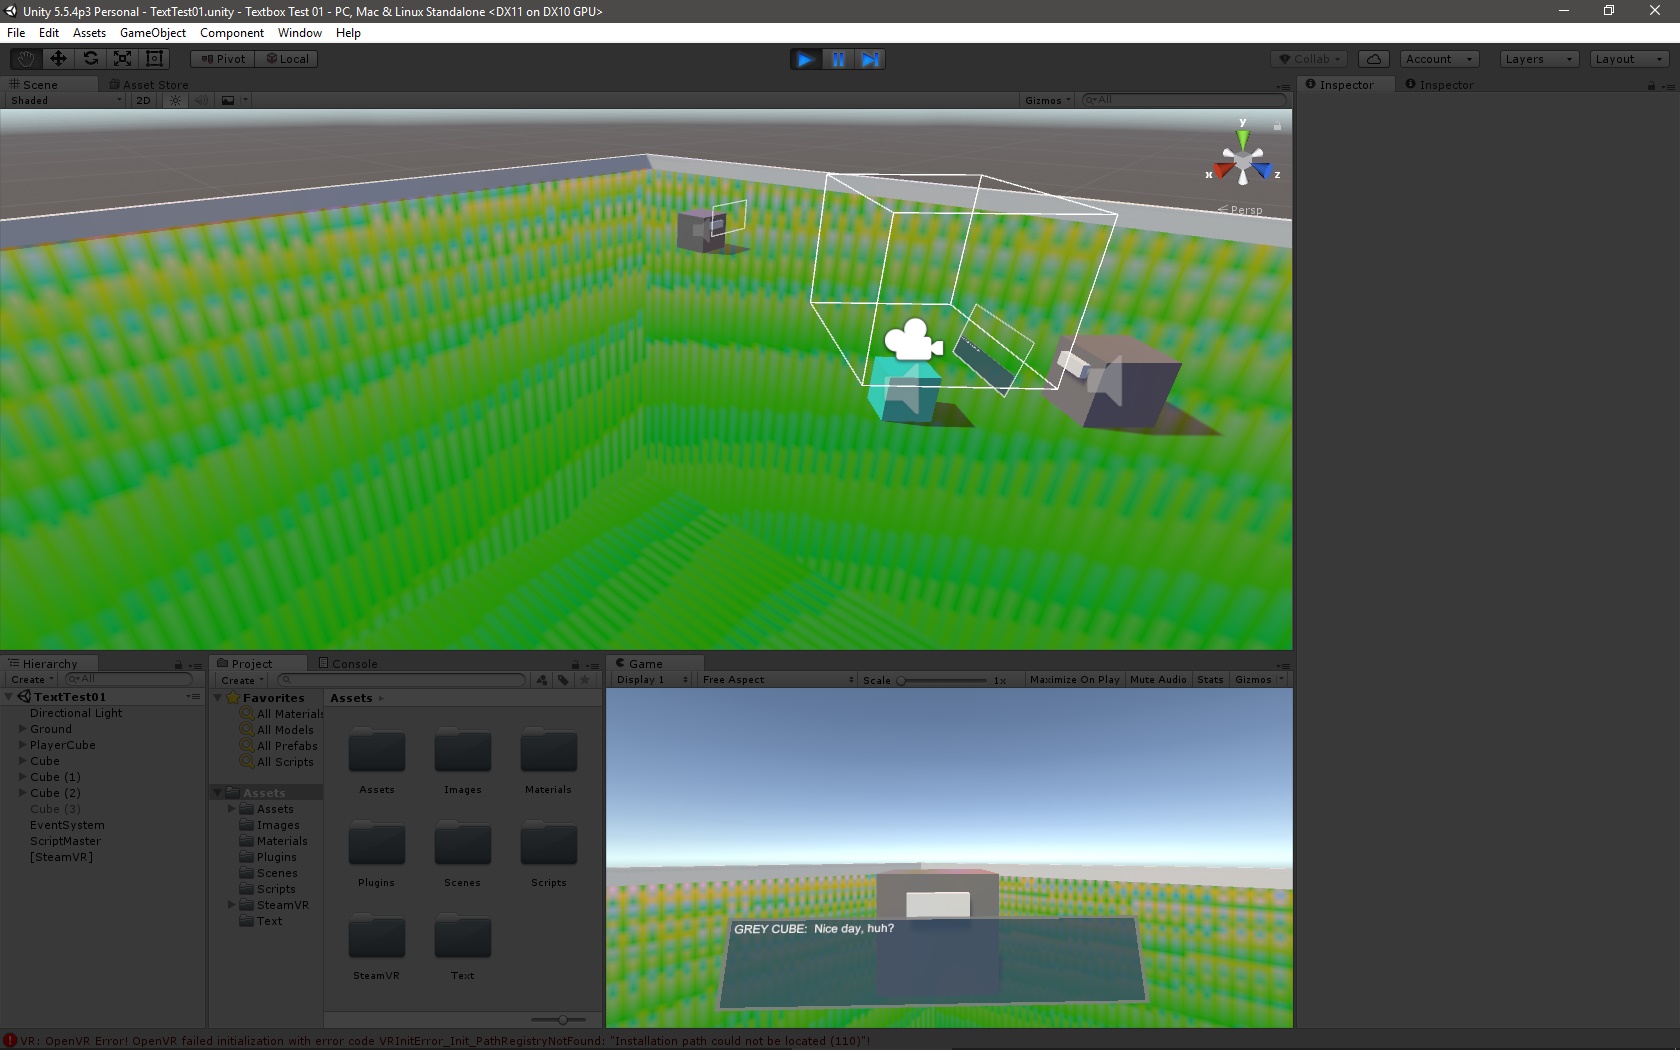 Unity 5.5.4p3 Personal - TextTest01.unity - Textbox Test 01 - PC, Mac & Linux Standalone <DX11 on DX10 GPU>
File Edit Assets GameObject Component Window Help
Pivot Local Collab Account Layers Layout
Scene Asset Store Inspector Inspector
Shaded 2D Gizmos All
y
x z
Persp
Hierarchy
Create All
TextTest01
Directional Light
Ground
PlayerCube
Cube
Cube (1)
Cube (2)
Cube (3)
EventSystem
ScriptMaster
[SteamVR]
Project Console
Create
Favorites
All Materials
All Models
All Prefabs
All Scripts
Assets
Assets
Images
Materials
Plugins
Scenes
Scripts
SteamVR
Text
Assets
Assets Images Materials
Plugins Scenes Scripts
SteamVR Text
Game
Display 1 Free Aspect Scale 1x Maximize On Play Mute Audio Stats Gizmos
GREY CUBE: Nice day, huh?
VR: OpenVR Error! OpenVR failed initialization with error code VRInitError_Init_PathRegistryNotFound: "Installation path could not be located (110)"!